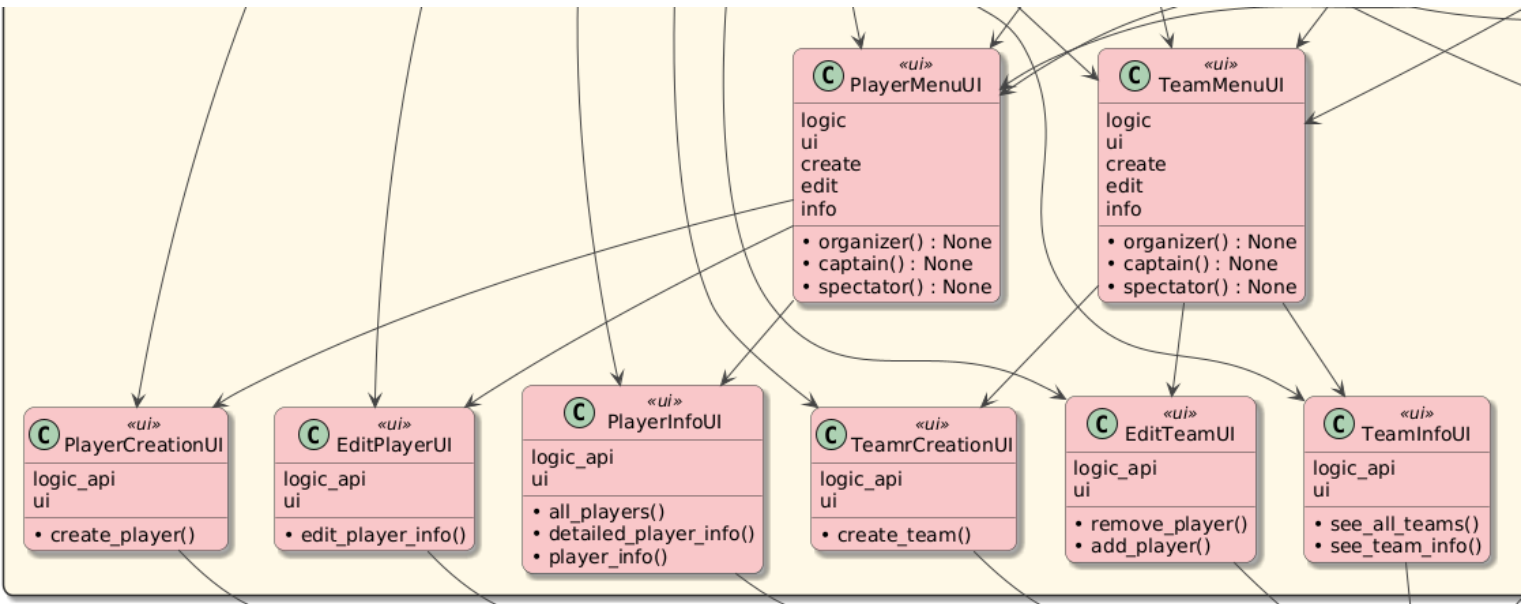 C
«ui»
PlayerMenuUI
logic
ui
create
edit
info
• organizer() : None
• captain() : None
• spectator() : None
C
«ui»
TeamMenuUI
logic
ui
create
edit
info
• organizer() : None
• captain() : None
• spectator() : None
C
«ui»
PlayerCreationUI
logic_api
ui
• create_player()
C
«ui»
EditPlayerUI
logic_api
ui
• edit_player_info()
C
«ui»
PlayerInfoUI
logic_api
ui
• all_players()
• detailed_player_info()
• player_info()
C
«ui»
TeamrCreationUI
logic_api
ui
• create_team()
C
«ui»
EditTeamUI
logic_api
ui
• remove_player()
• add_player()
C
«ui»
TeamInfoUI
logic_api
ui
• see_all_teams()
• see_team_info()